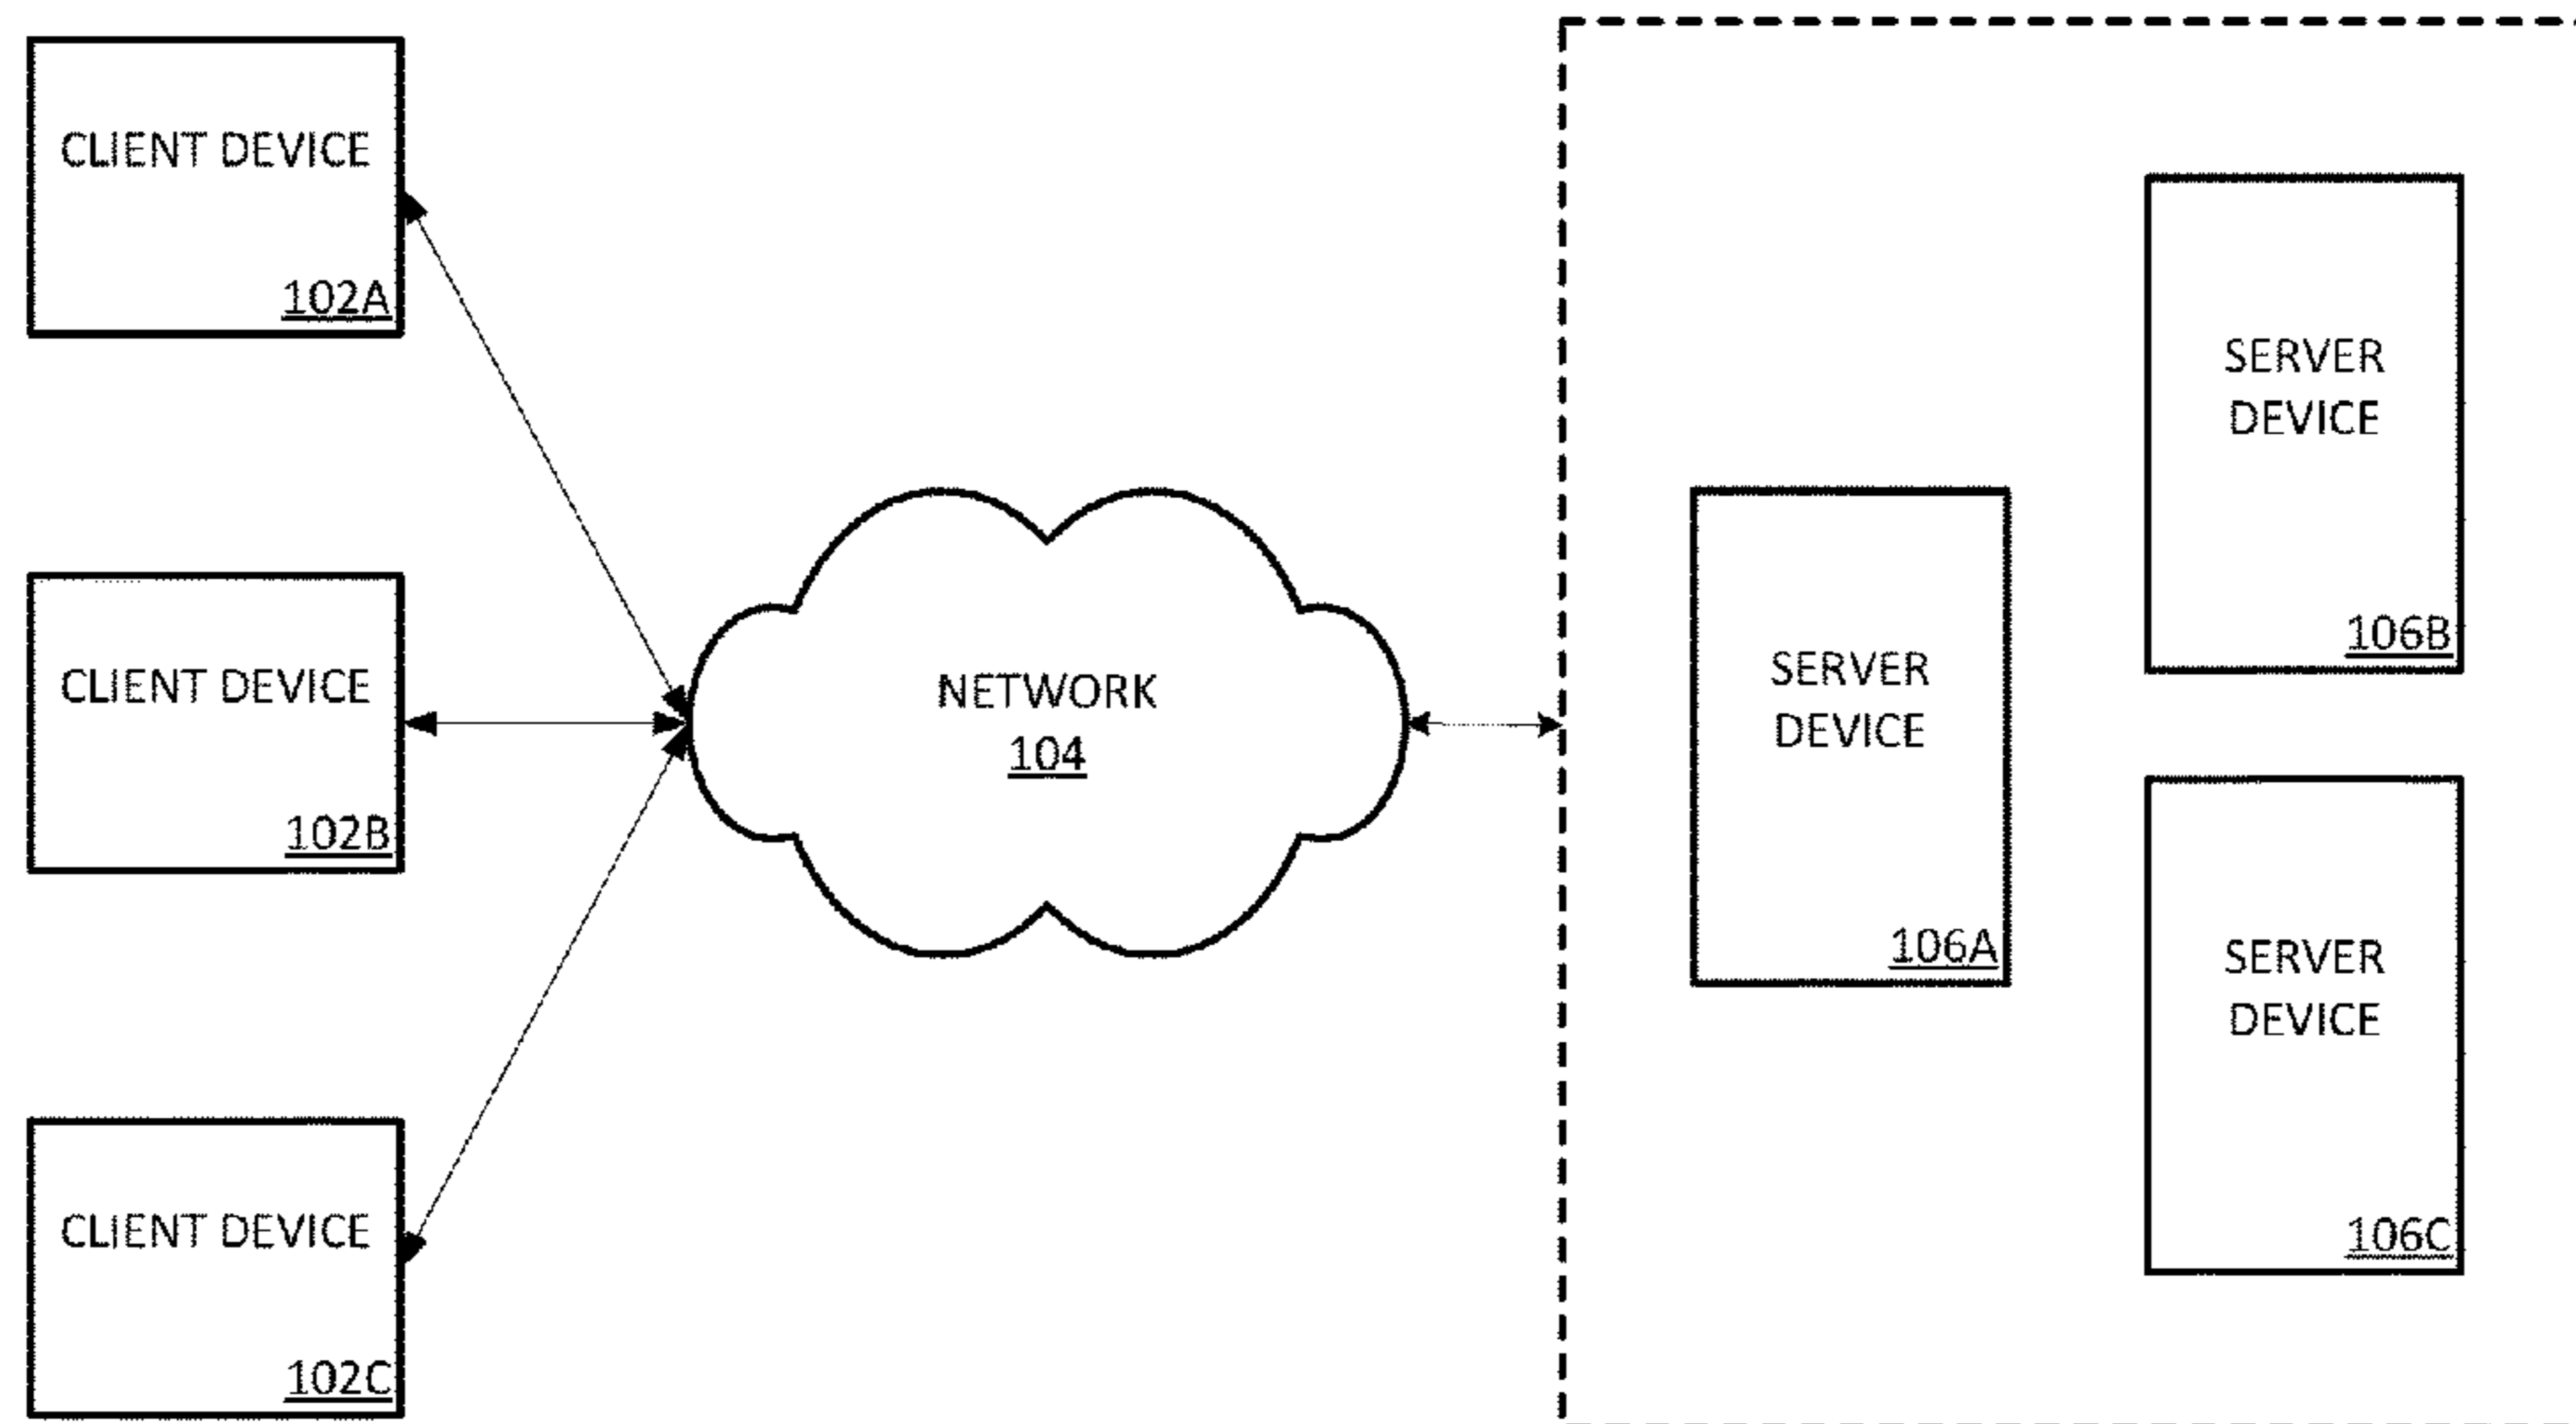 CLIENT DEVICE
102A
CLIENT DEVICE
102B
CLIENT DEVICE
102C
NETWORK
104
SERVER
DEVICE
106A
SERVER
DEVICE
106B
SERVER
DEVICE
106C